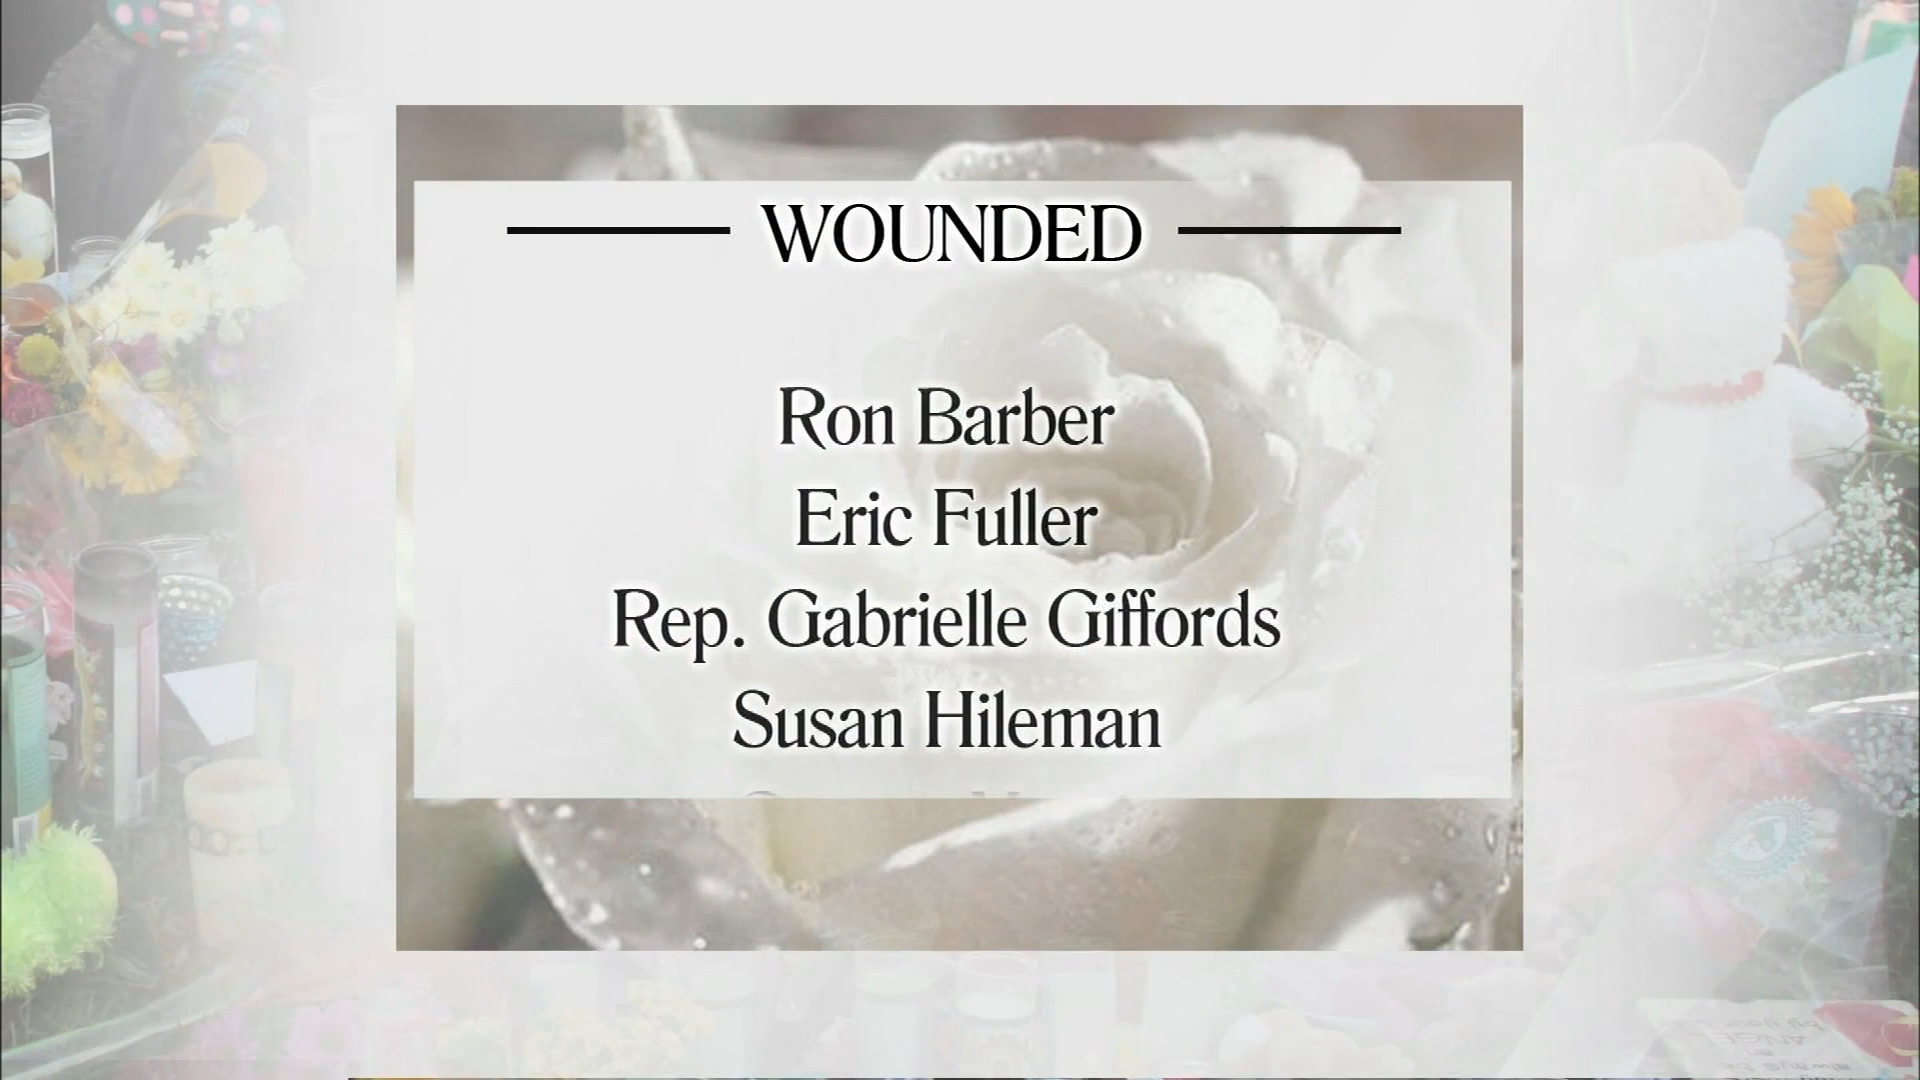 WOUNDED
Ron Barber
Eric Fuller
Rep. Gabrielle Giffords
Susan Hileman